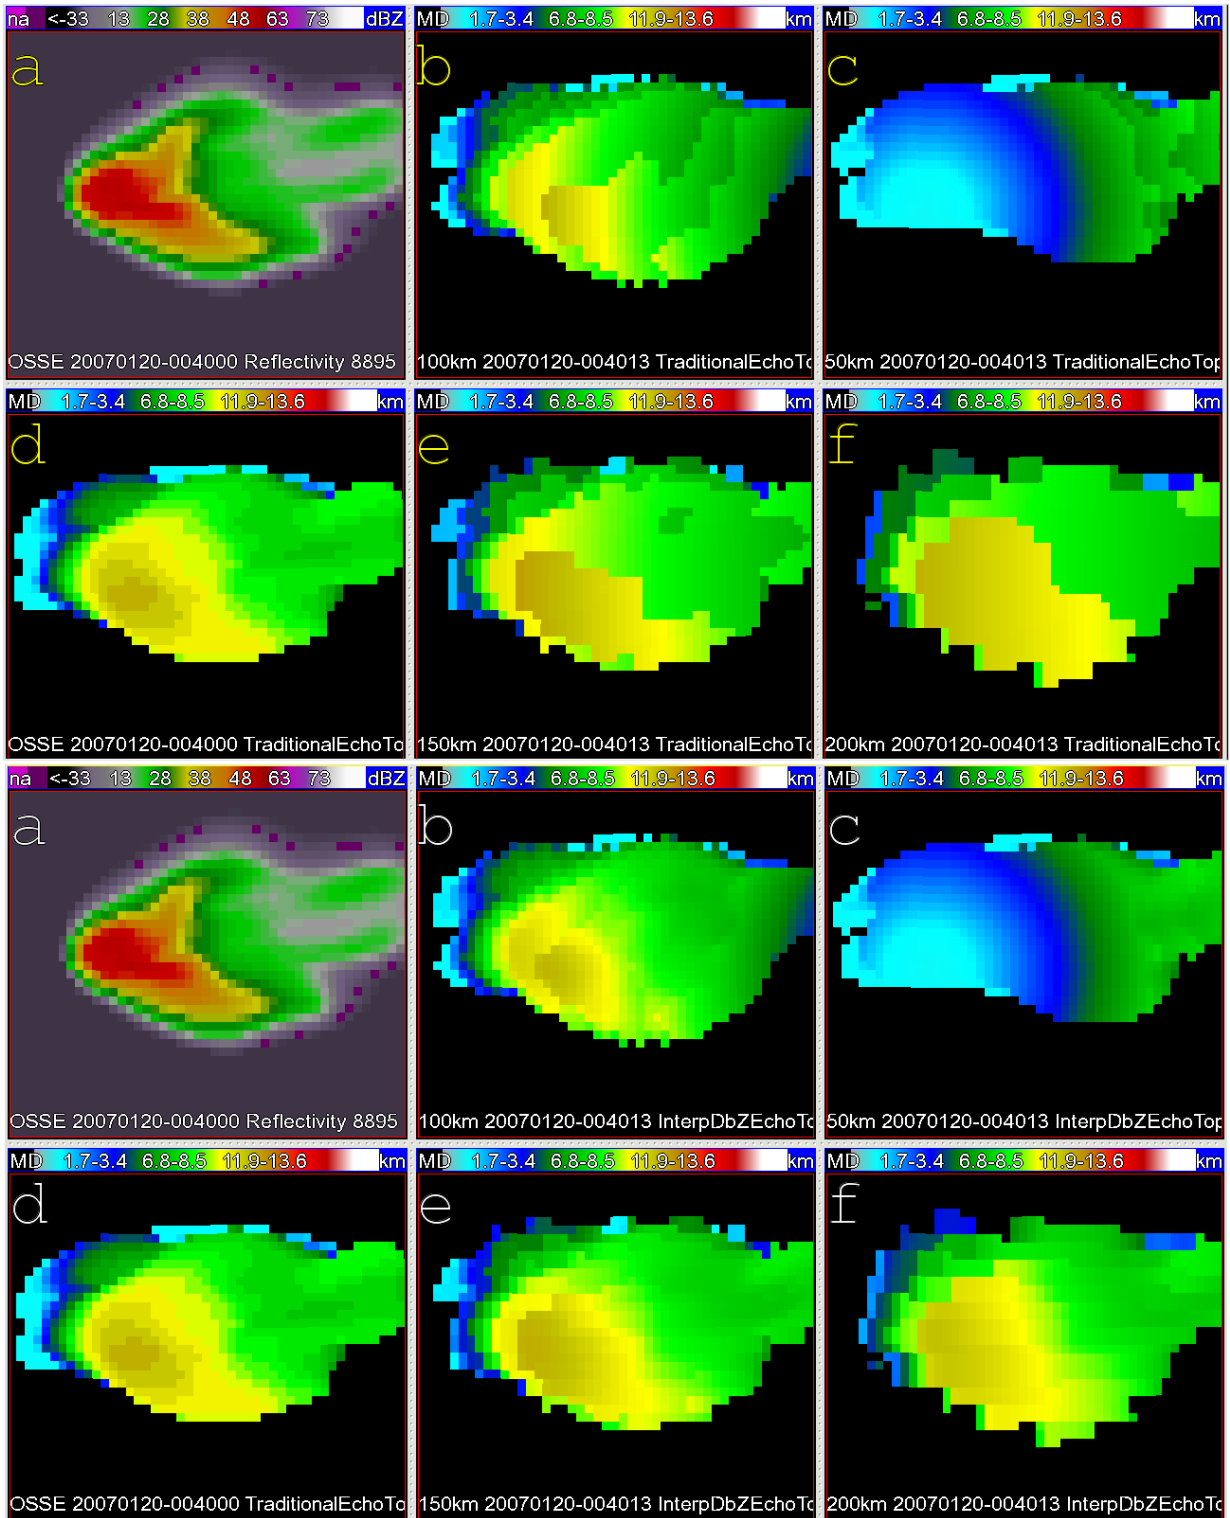 na <-33 13 28 38 48 63 73 dBZ
MD 1.7-3.4 6.8-8.5 11.9-13.6 km
MD 1.7-3.4 6.8-8.5 11.9-13.6 km
a
b
c
OSSE 20070120-004000 Reflectivity 8895
100km 20070120-004013 TraditionalEchoTo
50km 20070120-004013 TraditionalEchoTop
MD 1.7-3.4 6.8-8.5 11.9-13.6 km
MD 1.7-3.4 6.8-8.5 11.9-13.6 km
MD 1.7-3.4 6.8-8.5 11.9-13.6 km
d
e
f
OSSE 20070120-004000 TraditionalEchoTo
150km 20070120-004013 TraditionalEchoTo
200km 20070120-004013 TraditionalEchoTo
na <-33 13 28 38 48 63 73 dBZ
MD 1.7-3.4 6.8-8.5 11.9-13.6 km
MD 1.7-3.4 6.8-8.5 11.9-13.6 km
a
b
c
OSSE 20070120-004000 Reflectivity 8895
100km 20070120-004013 InterpDbZEchoTo
50km 20070120-004013 InterpDbZEchoTop
MD 1.7-3.4 6.8-8.5 11.9-13.6 km
MD 1.7-3.4 6.8-8.5 11.9-13.6 km
MD 1.7-3.4 6.8-8.5 11.9-13.6 km
d
e
f
OSSE 20070120-004000 TraditionalEchoTo
150km 20070120-004013 InterpDbZEchoTo
200km 20070120-004013 InterpDbZEchoTo